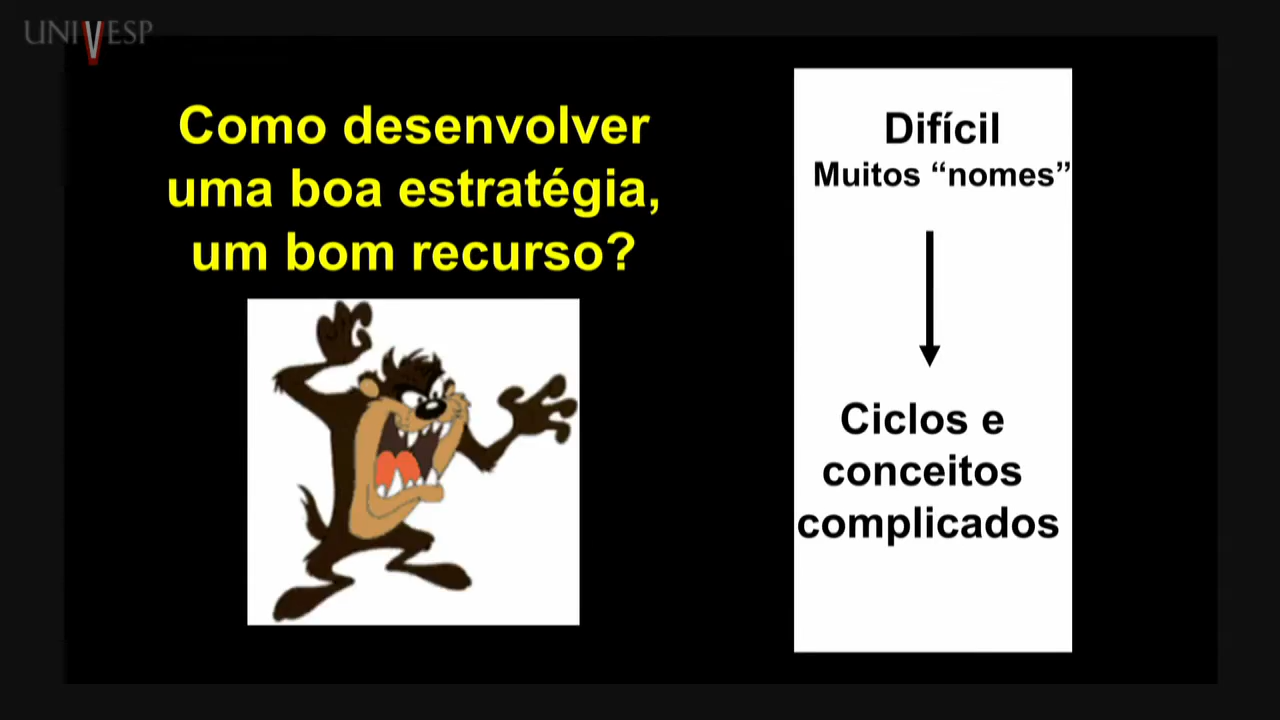 UNIVESP
Como desenvolver
uma boa estratégia,
um bom recurso?
Difícil
Muitos “nomes”
Ciclos e
conceitos
complicados